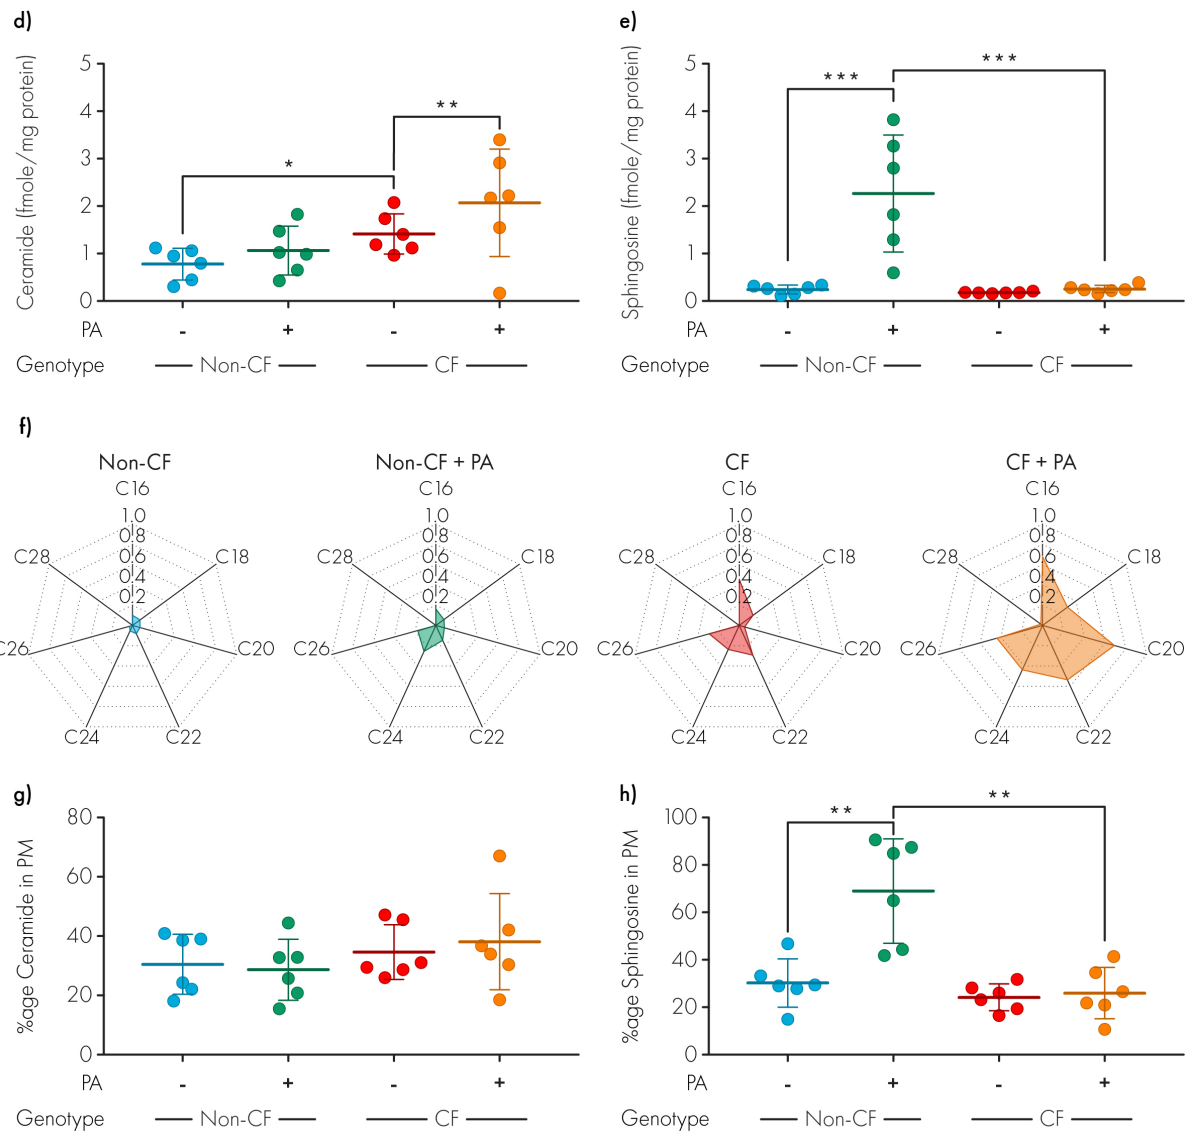 d)
Ceramide (fmole/mg protein)
5
4
3
2
1
0
*
**
PA - + - +
Genotype Non-CF CF
e)
Sphingosine (fmole/mg protein)
5
4
3
2
1
0
***
***
PA - + - +
Genotype Non-CF CF
f)
Non-CF
C16
1.0
0.8
0.6
0.4
0.2
C28 C18
C26 C20
C24 C22
Non-CF + PA
C16
1.0
0.8
0.6
0.4
0.2
C28 C18
C26 C20
C24 C22
CF
C16
1.0
0.8
0.6
0.4
0.2
C28 C18
C26 C20
C24 C22
CF + PA
C16
1.0
0.8
0.6
0.4
0.2
C28 C18
C26 C20
C24 C22
g)
%age Ceramide in PM
80
60
40
20
0
PA - + - +
Genotype Non-CF CF
h)
%age Sphingosine in PM
100
80
60
40
20
0
**
**
PA - + - +
Genotype Non-CF CF